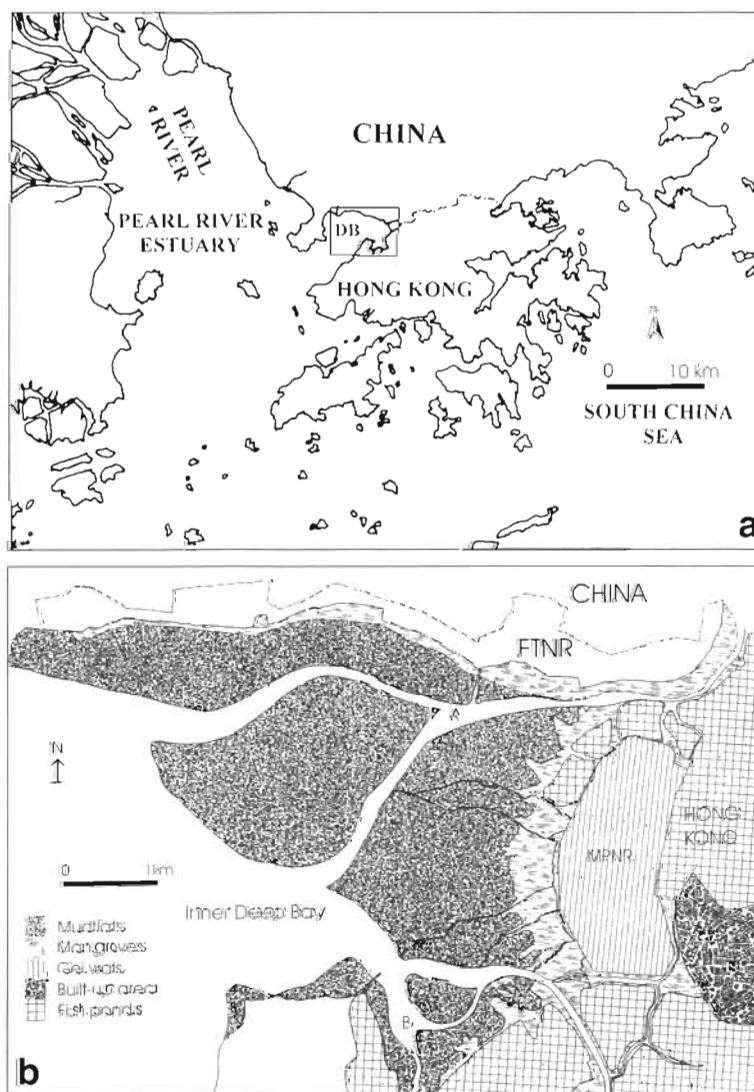 PEARL
RIVER
CHINA
PEARL RIVER
ESTUARY
DB
HONG KONG
0 10 km
SOUTH CHINA
SEA
a
CHINA
FTNR
A
N
HONG
KONG
MPNR
0 1km
Inner Deep Bay
Mudflats
Mangroves
Gei wais
Built-up area
Fish ponds
B
b